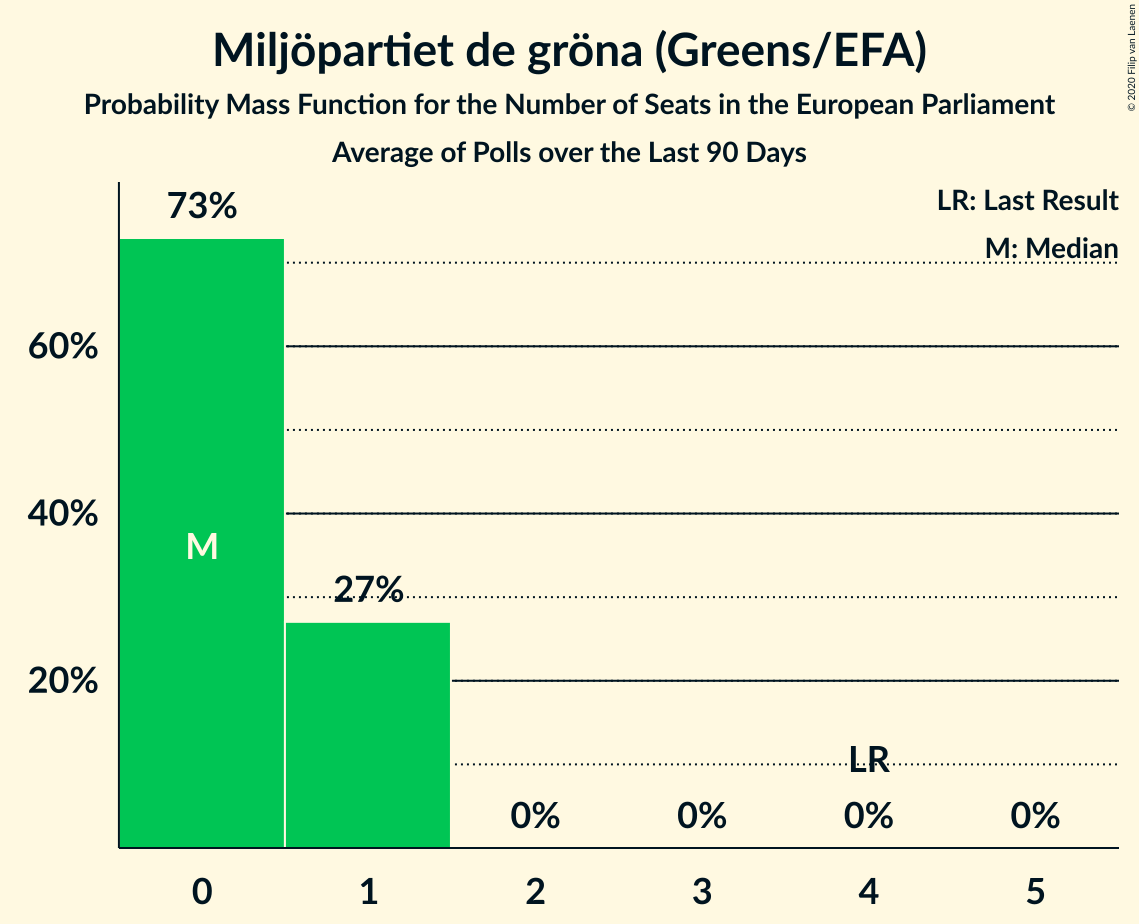 Miljöpartiet de gröna (Greens/EFA)
Probability Mass Function for the Number of Seats in the European Parliament
Average of Polls over the Last 90 Days
© 2020 Filip van Laenen
LR: Last Result
M: Median
73%
60%
40%
M
27%
20%
LR
0% 0% 0% 0%
0 1 2 3 4 5